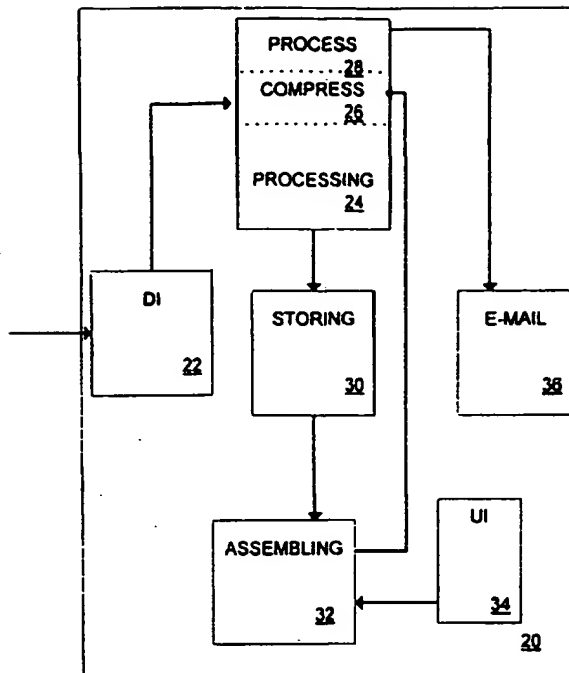 PROCESS
28
COMPRESS
26
PROCESSING
24
DI
22
STORING
30
E-MAIL
36
ASSEMBLING
32
UI
34
20